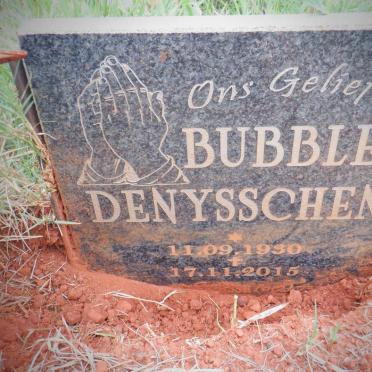 Ons Gelief
BUBBLE
DENYSSCHEN
11.09.1930
17.11.2015